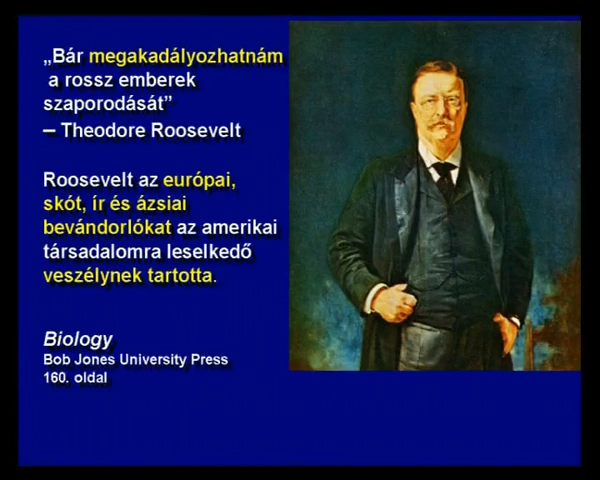 „Bár megakadályozhatnám
a rossz emberek
szaporodását”
– Theodore Roosevelt
Roosevelt az európai,
skót, ír és ázsiai
bevándorlókat az amerikai
társadalomra leselkedő
veszélynek tartotta.
Biology
Bob Jones University Press
160. oldal